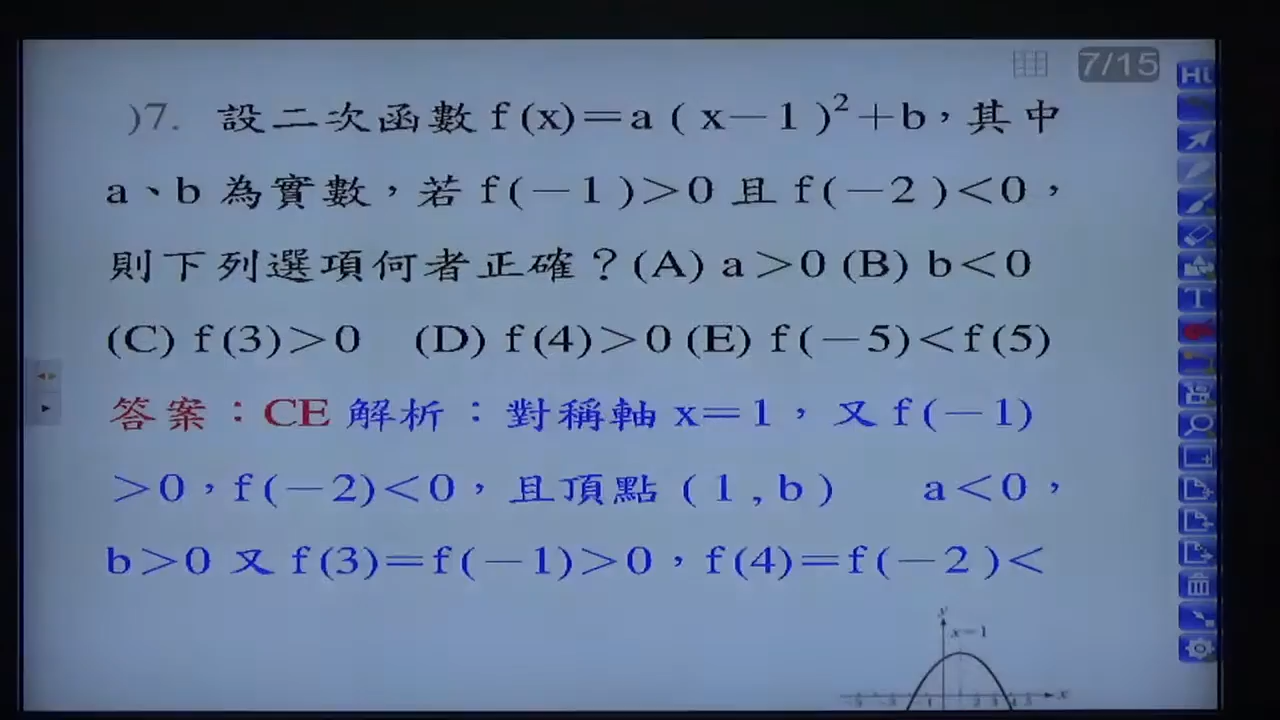 7/15
)7. 設二次函數 f(x)=a(x-1)²+b,其中
a、b 為實數,若 f(-1)>0 且 f(-2)<0,
則下列選項何者正確?(A) a>0 (B) b<0
(C) f(3)>0 (D) f(4)>0 (E) f(-5)<f(5)
答案:CE 解析:對稱軸 x=1,又 f(-1)
>0,f(-2)<0,且頂點(1,b) a<0,
b>0 又 f(3)=f(-1)>0,f(4)=f(-2)<
y
x=1
x